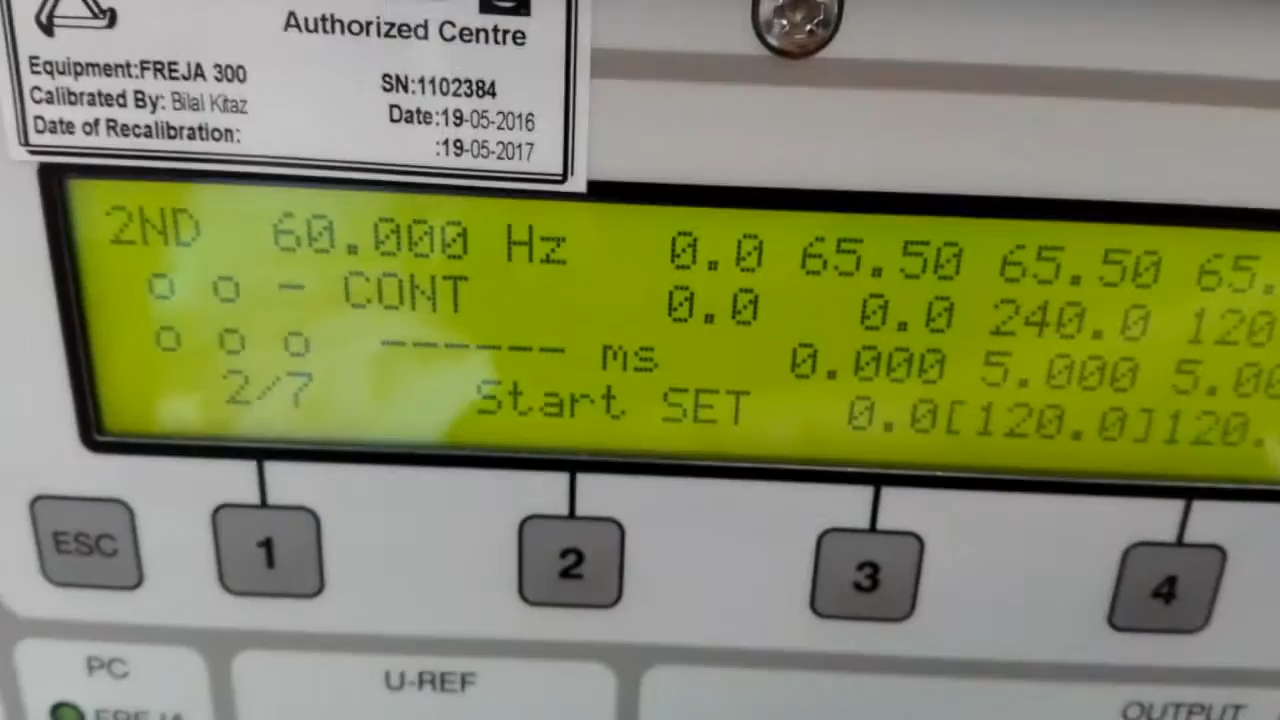 Authorized Centre
Equipment:FREJA 300 SN:1102384
Calibrated By: Bilal Kitaz Date:19-05-2016
Date of Recalibration: :19-05-2017
2ND 60.000 Hz 0.0 65.50 65.50 65.
o o - CONT 0.0 0.0 240.0 120
o o o ------ ms 0.000 5.000 5.00
2/7 Start SET 0.0[120.0]120.
ESC 1 2 3 4
PC U-REF
FREJA OUTPUT